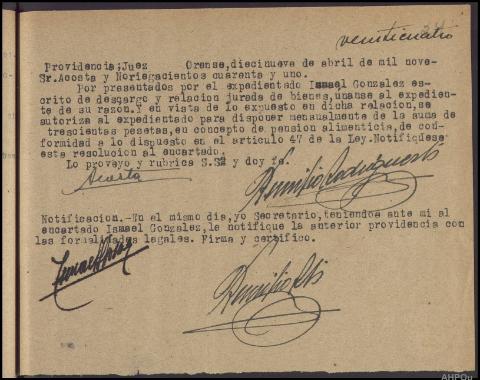 veinticuatro
24
Providencia;Juez    Orense,diecinueve de abril de mil nove-
Sr.Acosta y Noriegacientos cuarenta y uno.
Por presentados por el expedientado Ismael Gonzalez es-
crito de descargo y relacion jurada de bienes,unanse al expedien-
te de su razon.Y en vista de lo expuesto en dicha relacion,se
autoriza al expedientado para disponer mensualmente de la suma de
trescientas pesetas,en concepto de pension alimenticia,de con-
formidad a lo dispuesto en el articulo 47 de la Ley.Notifiquese
esta resolucion al encartado.
Lo proveyo y rubrica S.Sª y doy fe.
Acosta
Notificacion.-En el mismo dia,yo Secretario,teniendos ante mi al
encartado Ismael Gonzalez,le notifique la anterior providencia con
las formalidades legales. Firma y certifico.
AHPOu